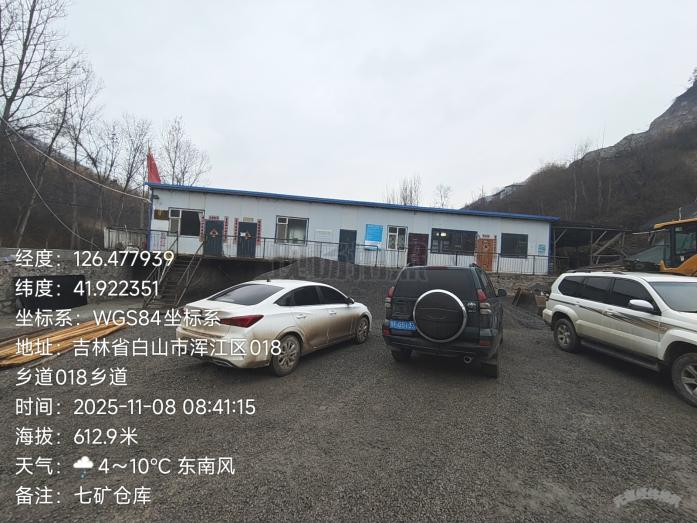 经度：126.477939
纬度：41.922351
坐标系：WGS84坐标系
地址：吉林省白山市浑江区018
乡道018乡道
时间：2025-11-08 08:41:15
海拔：612.9米
天气：🌧️4～10℃ 东南风
备注：七矿仓库